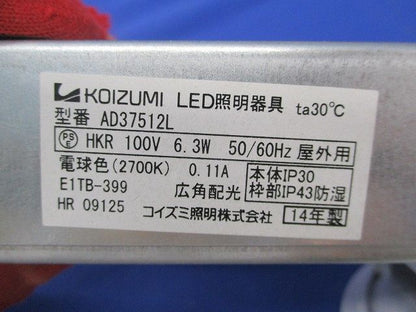 KOIZUMI LED照明器具 ta30℃
型番 AD37512L
PSE HKR 100V 6.3W 50/60Hz 屋外用
電球色(2700K) 0.11A 本体IP30
E1TB-399 広角配光 枠部IP43防湿
HR 09125 コイズミ照明株式会社 14年製